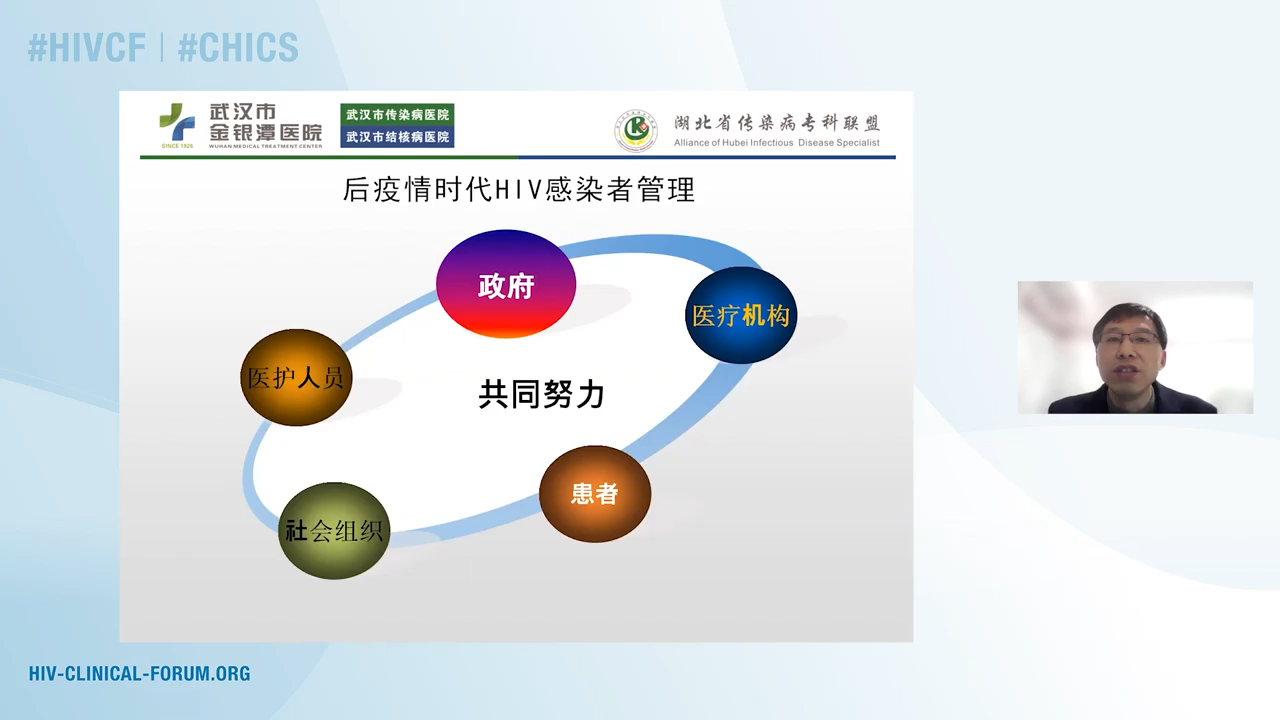 #HIVCF | #CHICS
武汉市
金银潭医院
SINCE 1926
WUHAN MEDICAL TREATMENT CENTER
武汉市传染病医院
武汉市结核病医院
湖北省传染病专科联盟
Alliance of Hubei Infectious Disease Specialist
后疫情时代HIV感染者管理
政府
医疗机构
医护人员
共同努力
患者
社会组织
HIV-CLINICAL-FORUM.ORG